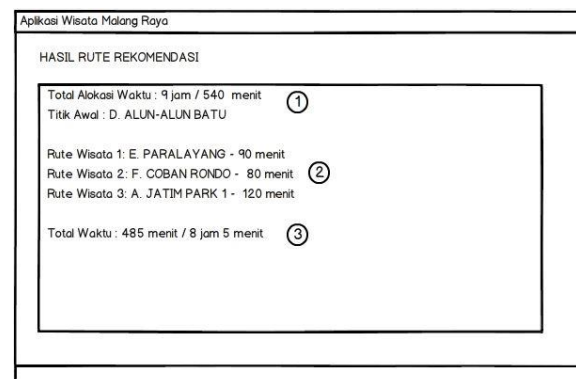 Aplikasi Wisata Malang Raya
HASIL RUTE REKOMENDASI
Total Alokasi Waktu : 9 jam / 540 menit
1
Titik Awal : D. ALUN-ALUN BATU
Rute Wisata 1: E. PARALAYANG - 90 menit
Rute Wisata 2: F. COBAN RONDO - 80 menit
2
Rute Wisata 3: A. JATIM PARK 1 - 120 menit
Total Waktu : 485 menit / 8 jam 5 menit
3